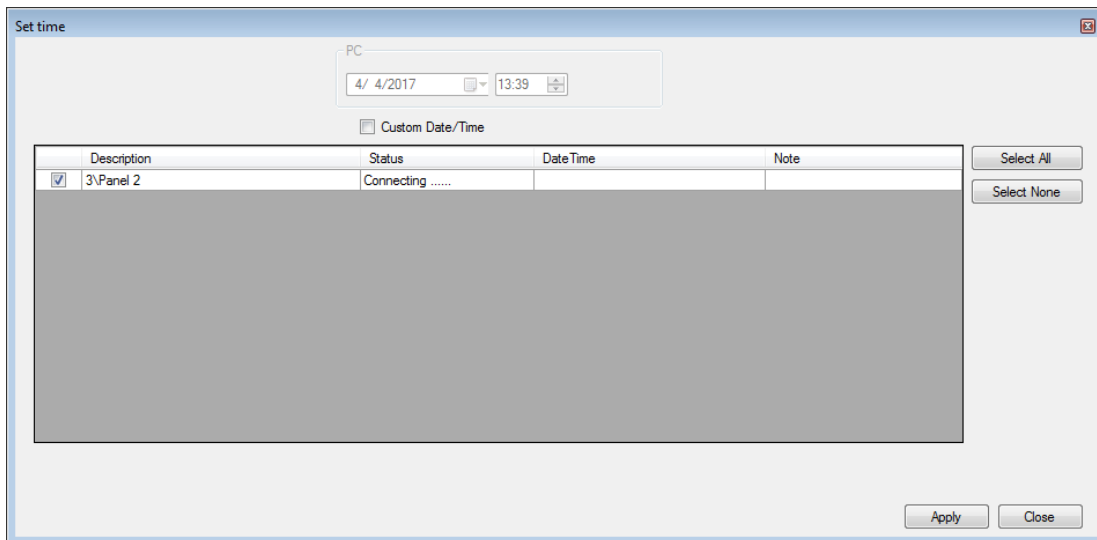 Set time
PC
4/ 4/2017 13:39
Custom Date/Time
Description Status DateTime Note
3\Panel 2 Connecting ......
Select All
Select None
Apply Close